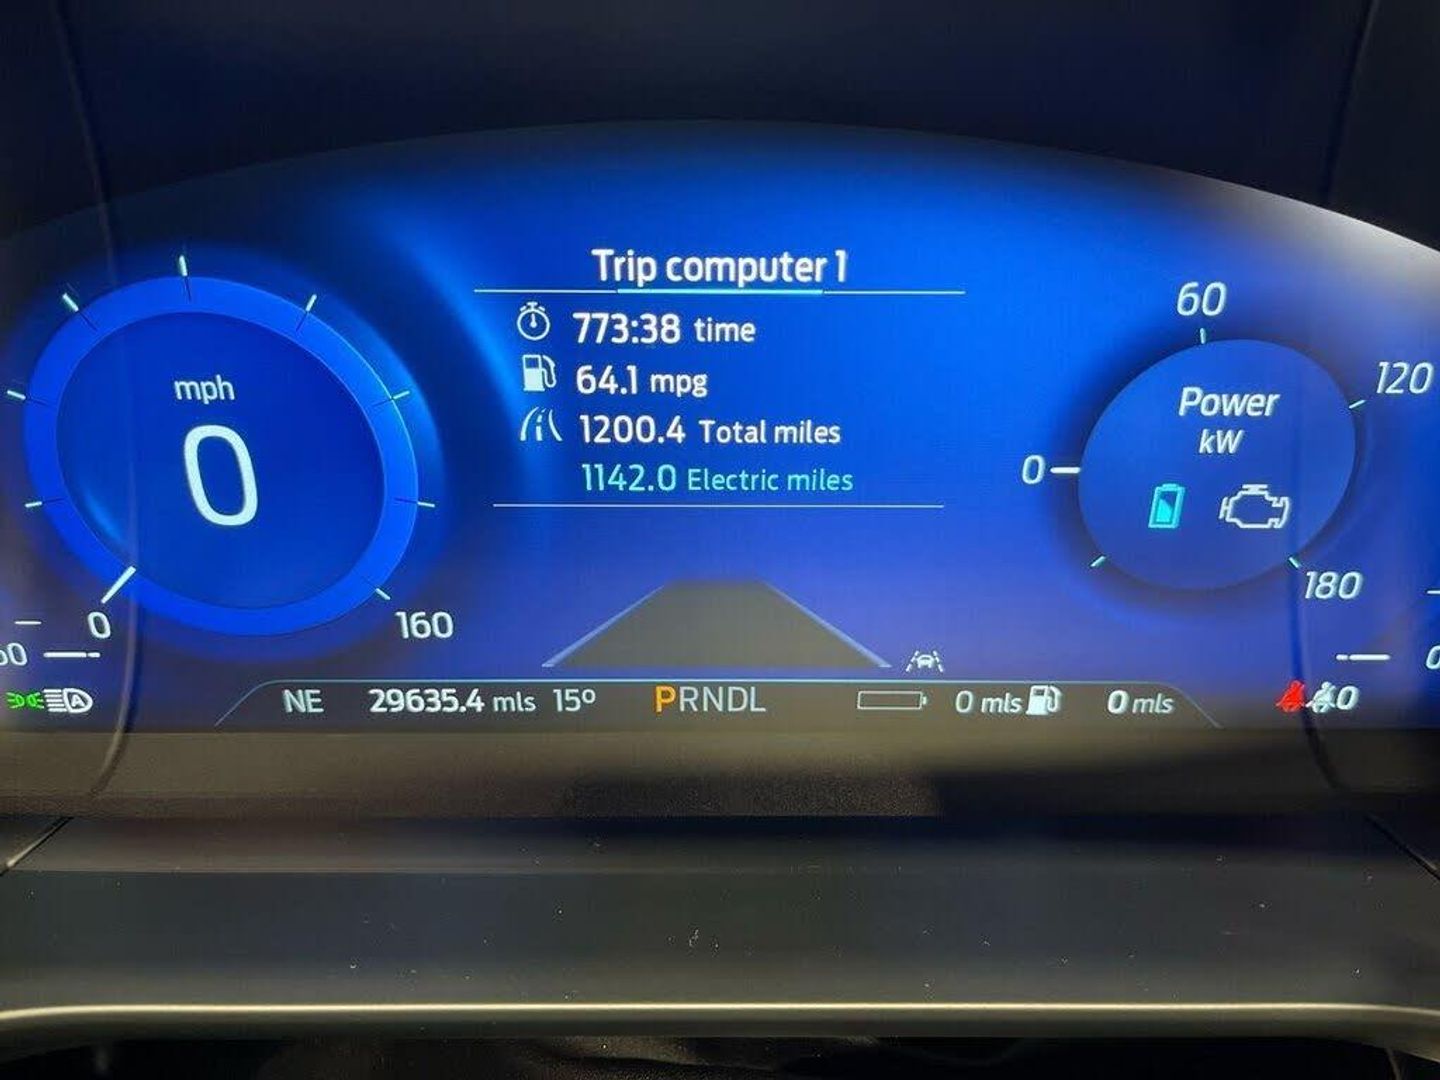 Trip computer 1
773:38 time
64.1 mpg
1200.4 Total miles
1142.0 Electric miles
mph
0
0
160
60
120
Power
kW
0
180
NE 29635.4 mls 15º PRNDL 0 mls 0 mls
A